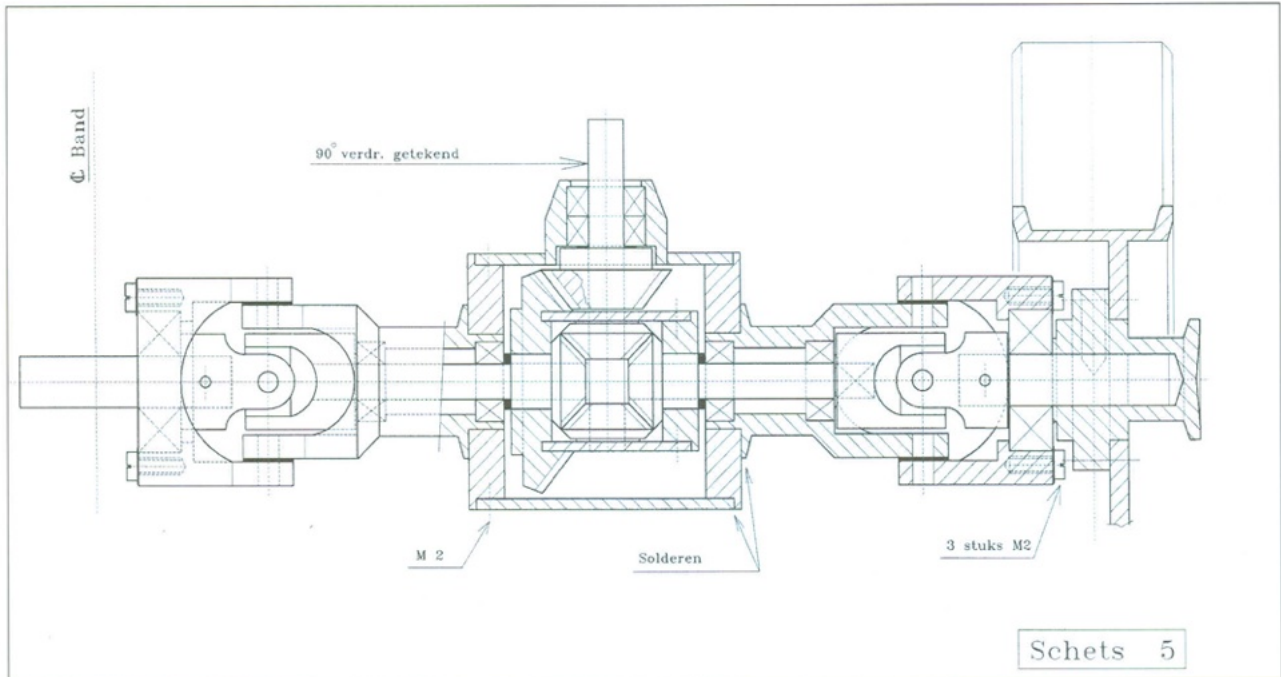 ℄ Band
90° verdr. getekend
M 2
Solderen
3 stuks M2
Schets 5